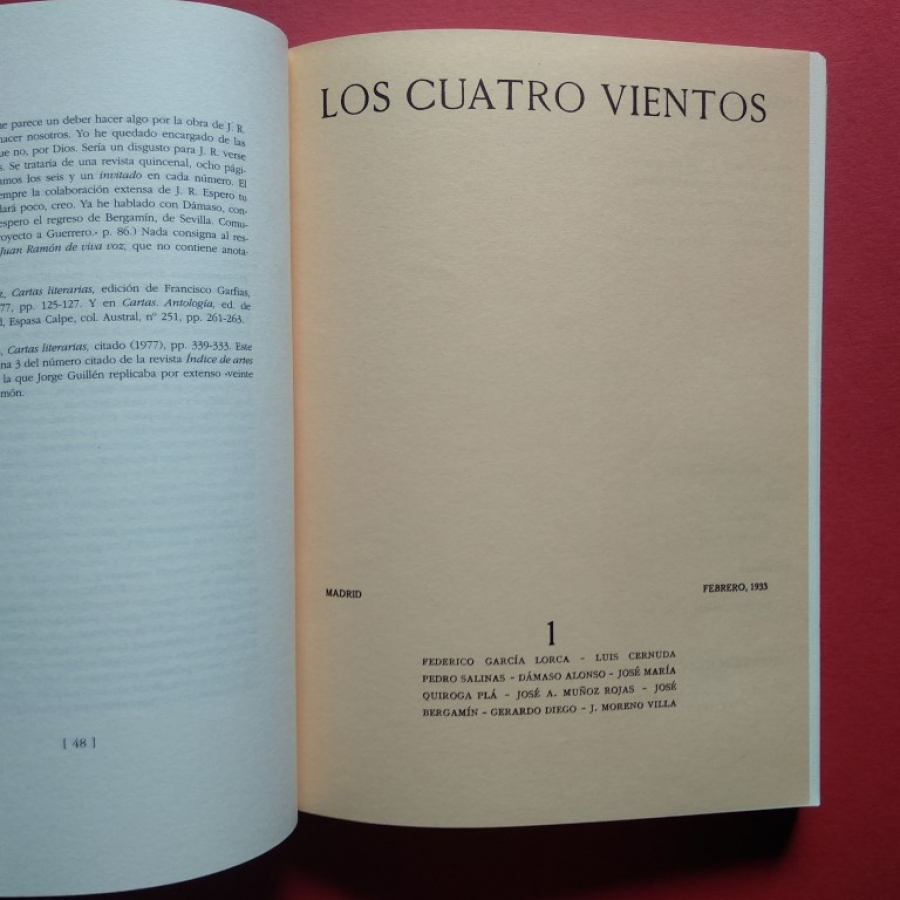 me parece un deber hacer algo por la obra de J. R.
hacer nosotros. Yo he quedado encargado de las
ue no, por Dios. Sería un disgusto para J. R. verse
s. Se trataría de una revista quincenal, ocho pági-
amos los seis y un invitado en cada número. El
empre la colaboración extensa de J. R. Espero tu
dará poco, creo. Ya he hablado con Dámaso, con-
espero el regreso de Bergamín, de Sevilla. Comu-
royecto a Guerrero.» p. 86.) Nada consigna al res-
Juan Ramón de viva voz, que no contiene anota-
z, Cartas literarias, edición de Francisco Garfias,
77, pp. 125-127. Y en Cartas. Antología, ed. de
l, Espasa Calpe, col. Austral, nº 251, pp. 261-263.
, Cartas literarias, citado (1977), pp. 339-333. Este
na 3 del número citado de la revista Índice de artes
la que Jorge Guillén replicaba por extenso «veinte
món.
[ 48 ]
LOS CUATRO VIENTOS
MADRID FEBRERO, 1933
1
FEDERICO GARCÍA LORCA - LUIS CERNUDA
PEDRO SALINAS - DÁMASO ALONSO - JOSÉ MARÍA
QUIROGA PLÁ - JOSÉ A. MUÑOZ ROJAS - JOSÉ
BERGAMÍN - GERARDO DIEGO - J. MORENO VILLA